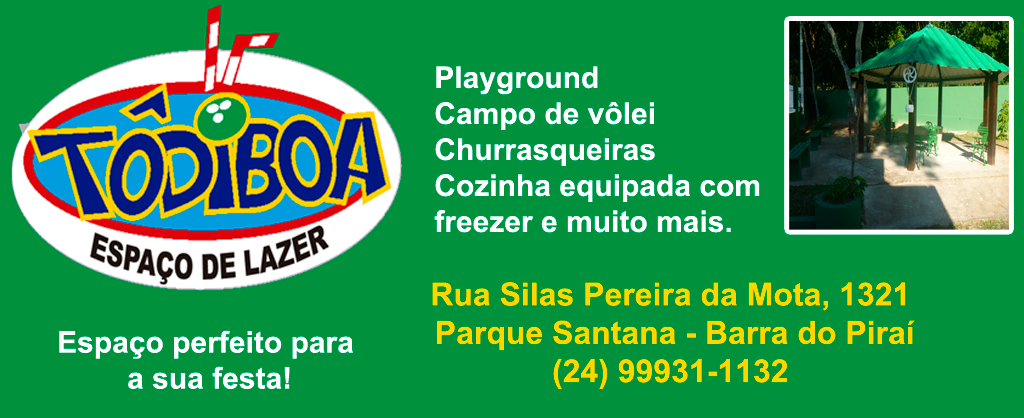 TÔDIBOA
ESPAÇO DE LAZER
Espaço perfeito para
a sua festa!
Playground
Campo de vôlei
Churrasqueiras
Cozinha equipada com
freezer e muito mais.
Rua Silas Pereira da Mota, 1321
Parque Santana - Barra do Piraí
(24) 99931-1132